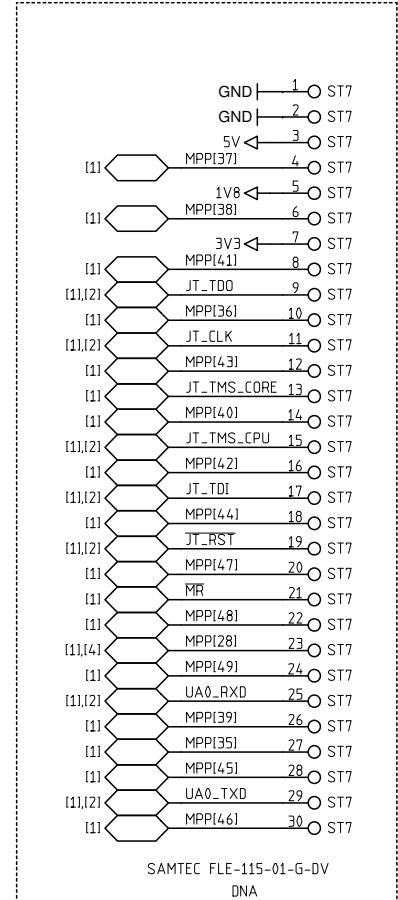 GND 1 ST7
GND 2 ST7
5V 3 ST7
[1] MPP[37] 4 ST7
1V8 5 ST7
[1] MPP[38] 6 ST7
3V3 7 ST7
[1] MPP[41] 8 ST7
[1],[2] JT_TDO 9 ST7
[1] MPP[36] 10 ST7
[1],[2] JT_CLK 11 ST7
[1] MPP[43] 12 ST7
[1] JT_TMS_CORE 13 ST7
[1] MPP[40] 14 ST7
[1],[2] JT_TMS_CPU 15 ST7
[1] MPP[42] 16 ST7
[1],[2] JT_TDI 17 ST7
[1] MPP[44] 18 ST7
[1],[2] JT_RST 19 ST7
[1] MPP[47] 20 ST7
[1] MR 21 ST7
[1] MPP[48] 22 ST7
[1],[4] MPP[28] 23 ST7
[1] MPP[49] 24 ST7
[1],[2] UA0_RXD 25 ST7
[1] MPP[39] 26 ST7
[1] MPP[35] 27 ST7
[1] MPP[45] 28 ST7
[1],[2] UA0_TXD 29 ST7
[1] MPP[46] 30 ST7
SAMTEC FLE-115-01-G-DV
DNA